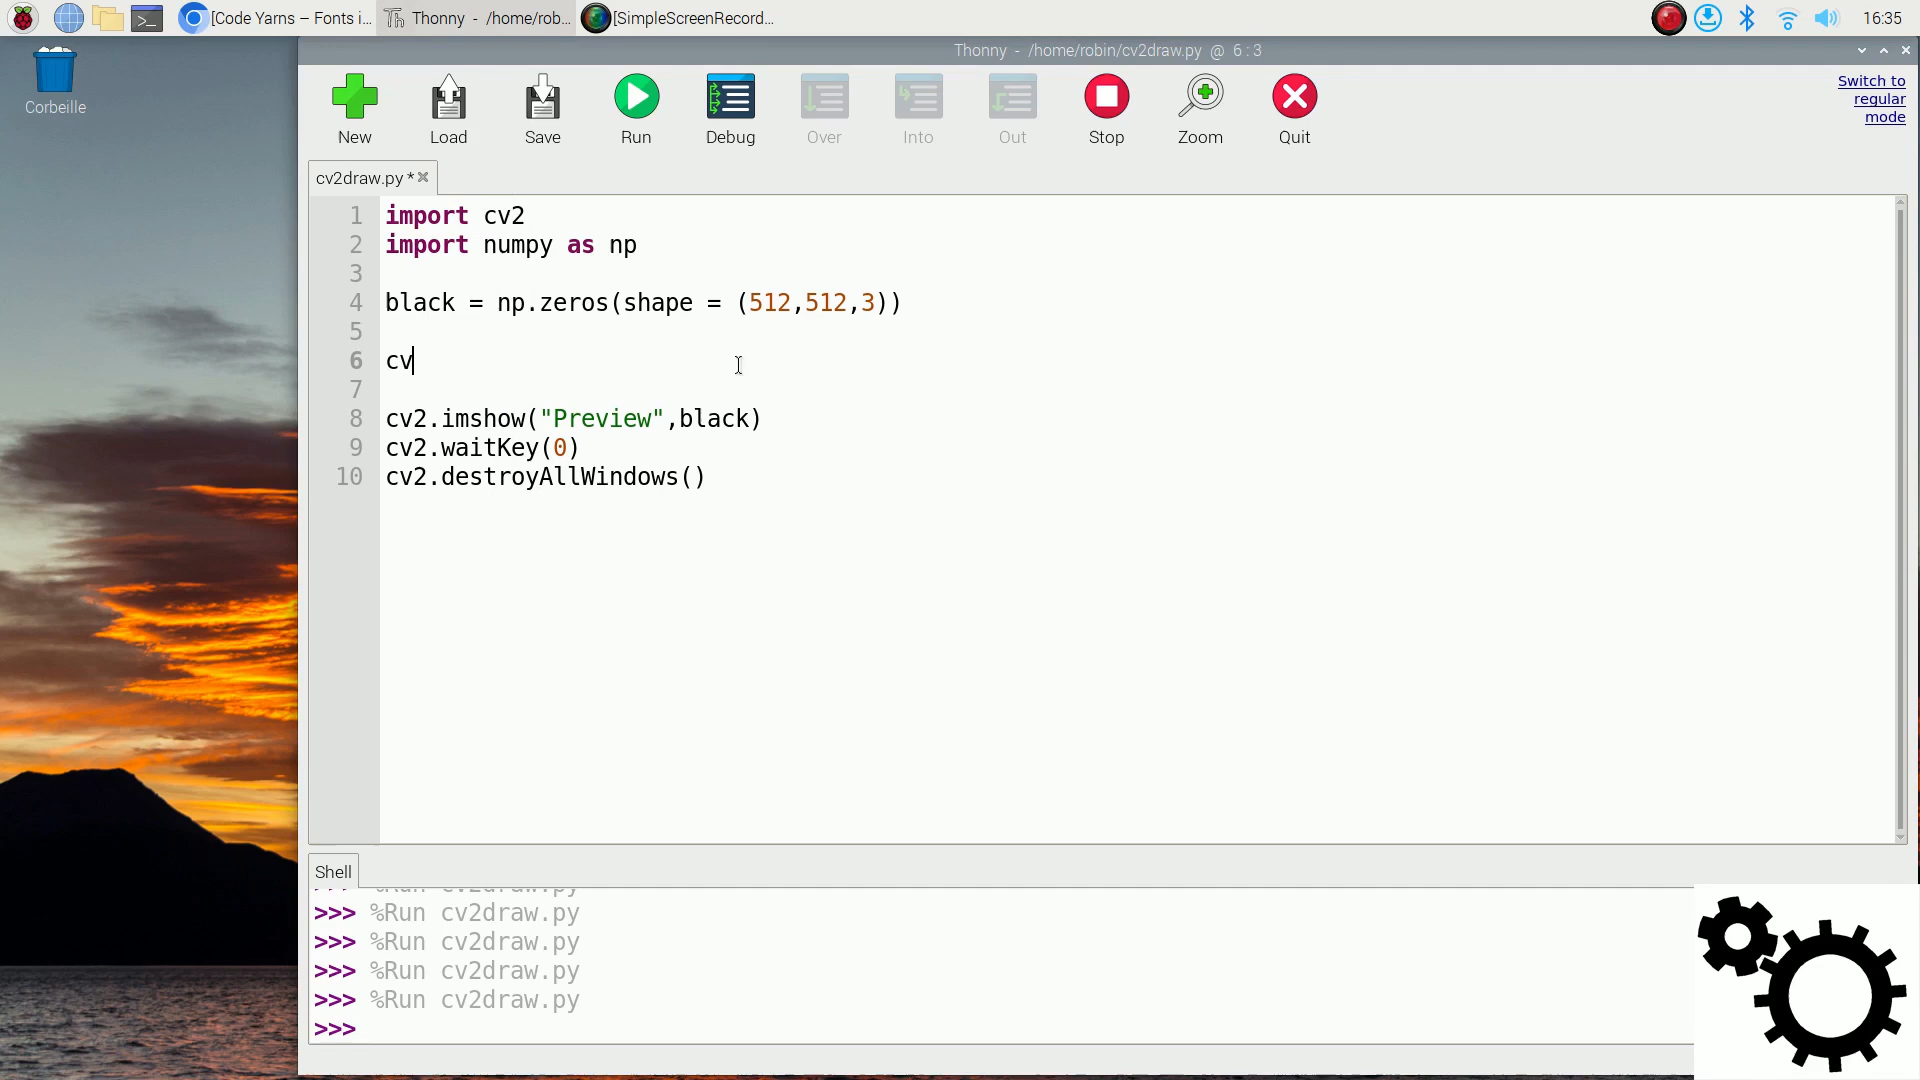 [Code Yarns – Fonts i...
Thonny - /home/rob...
[SimpleScreenRecord...
16:35
Corbeille
Thonny - /home/robin/cv2draw.py @ 6 : 3
New
Load
Save
Run
Debug
Over
Into
Out
Stop
Zoom
Quit
Switch to
regular
mode
cv2draw.py *
1 import cv2
2 import numpy as np
3
4 black = np.zeros(shape = (512,512,3))
5
6 cv
7
8 cv2.imshow("Preview",black)
9 cv2.waitKey(0)
10 cv2.destroyAllWindows()
Shell
>>> %Run cv2draw.py
>>> %Run cv2draw.py
>>> %Run cv2draw.py
>>> %Run cv2draw.py
>>> %Run cv2draw.py
>>>